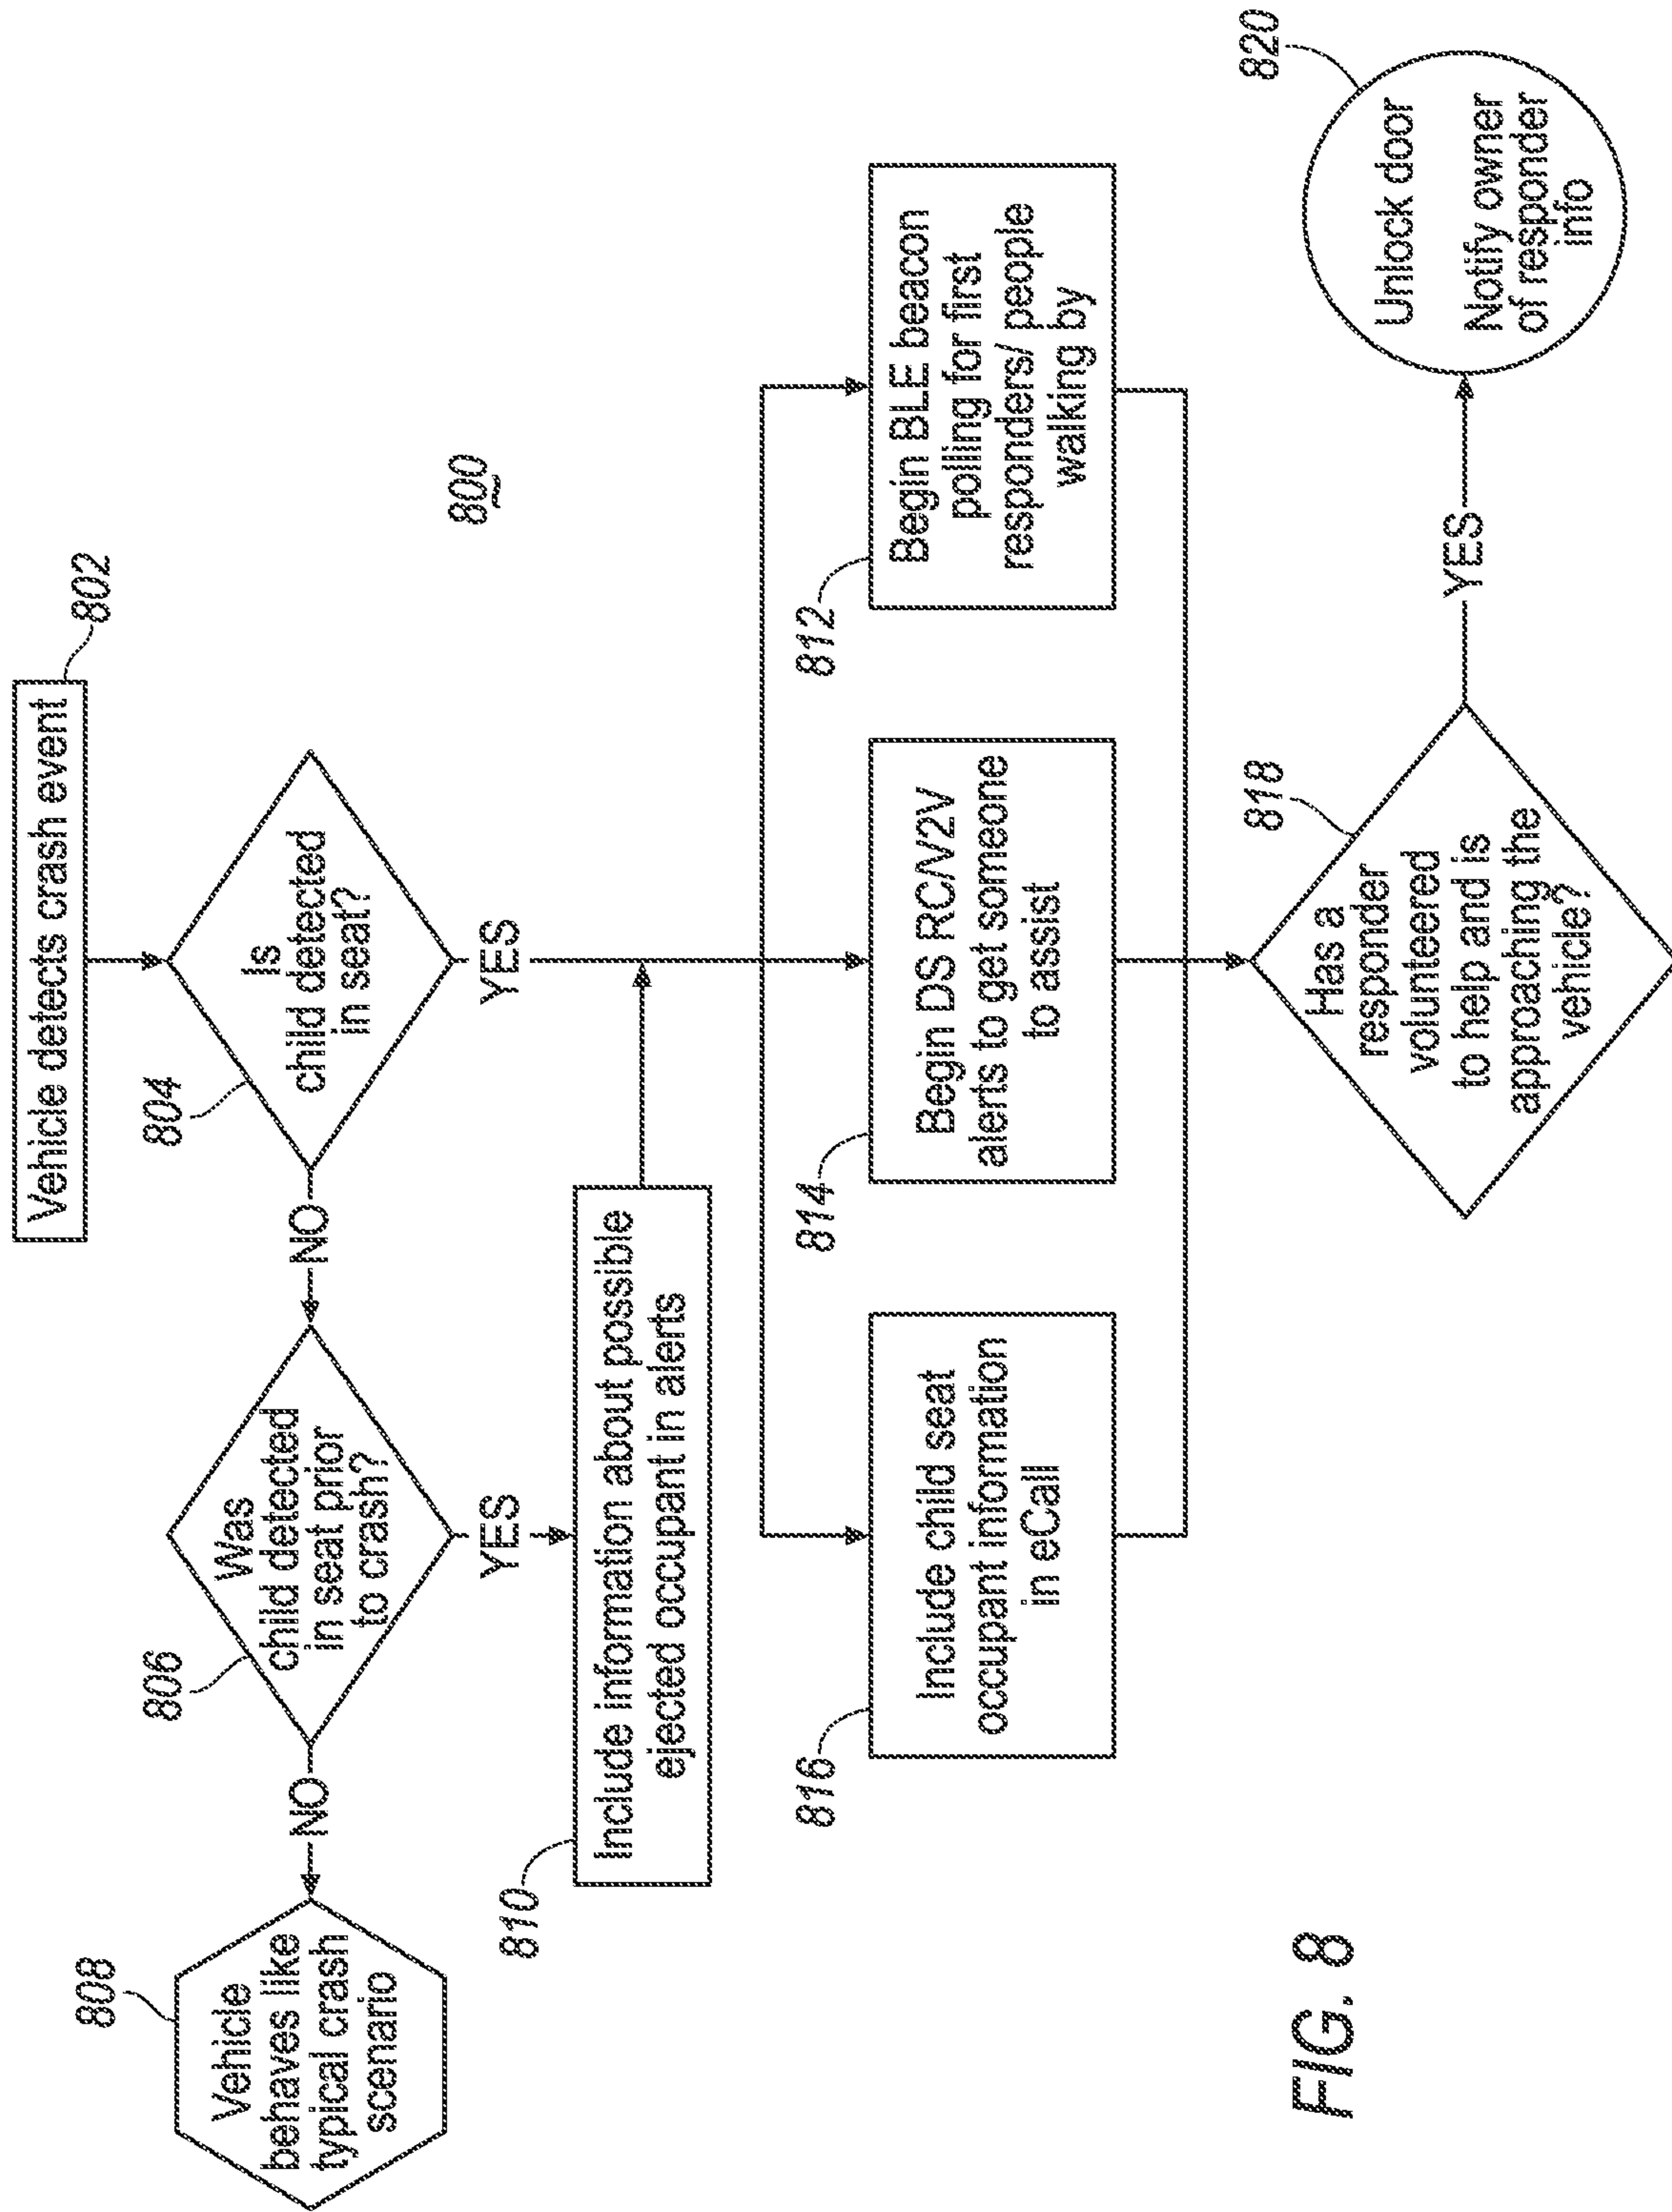 Vehicle detects crash event
802
804
Is
child detected
in seat?
NO
YES
806
Was
child detected
in seat prior
to crash?
NO
YES
808
Vehicle
behaves like
typical crash
scenario
810
Include information about possible
ejected occupant in alerts
800
816
Include child seat
occupant information
in eCall
814
Begin DS RC/V2V
alerts to get someone
to assist
812
Begin BLE beacon
polling for first
responders/ people
walking by
818
Has a
responder
volunteered
to help and is
approaching the
vehicle?
YES
820
Unlock door
Notify owner
of responder
info
FIG. 8